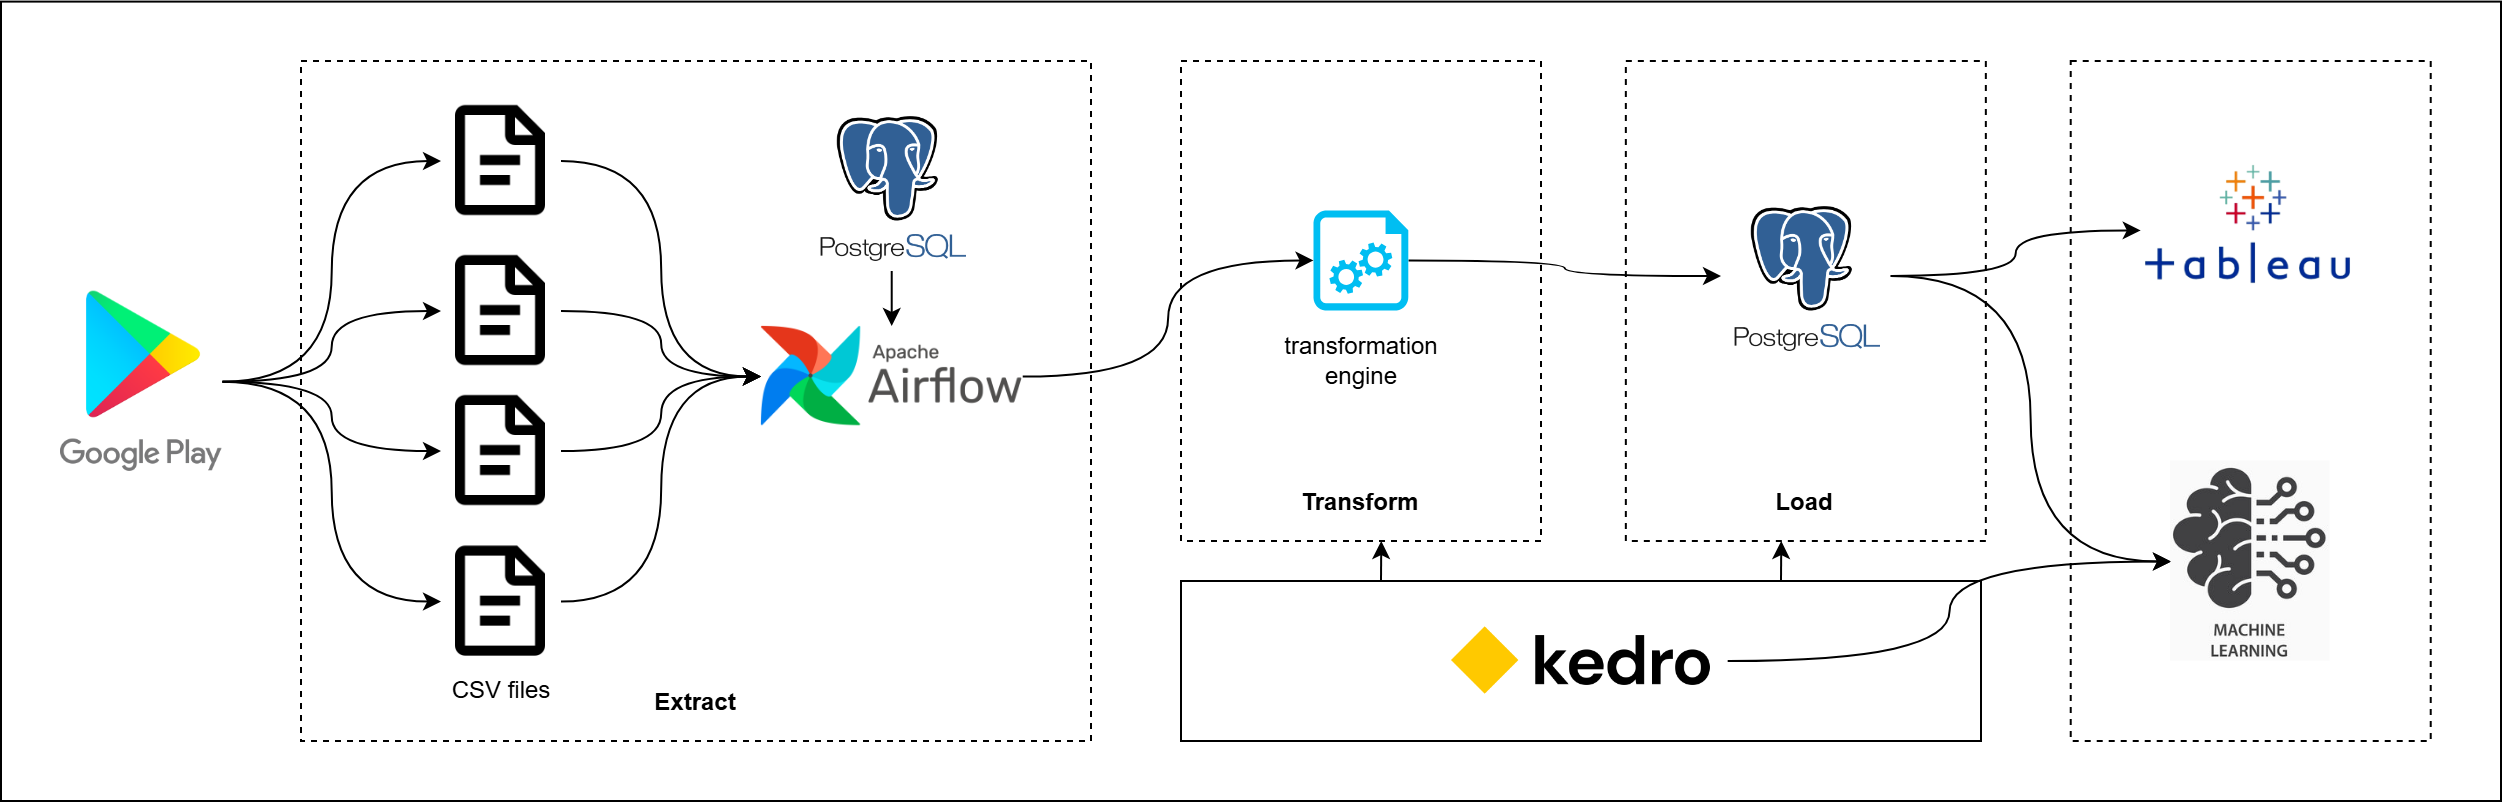 Google Play
CSV files
Extract
PostgreSQL
Apache
Airflow
transformation
engine
Transform
PostgreSQL
Load
kedro
+ableau
MACHINE
LEARNING